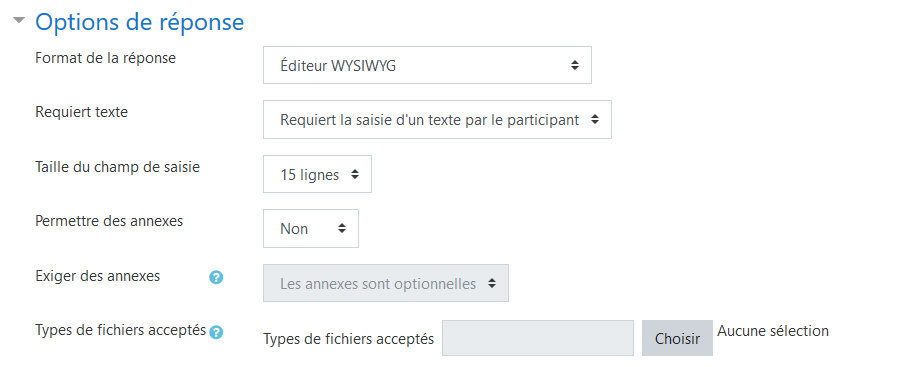 Options de réponse
Format de la réponse
Éditeur WYSIWYG
Requiert texte
Requiert la saisie d'un texte par le participant
Taille du champ de saisie
15 lignes
Permettre des annexes
Non
Exiger des annexes
Les annexes sont optionnelles
Types de fichiers acceptés
Types de fichiers acceptés
Choisir
Aucune sélection